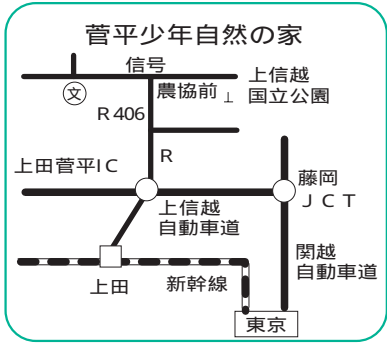 菅平少年自然の家
信号
文
農協前
上信越
国立公園
R 406
R
上田菅平IC
藤岡
J C T
上信越
自動車道
関越
自動車道
新幹線
上田
東京